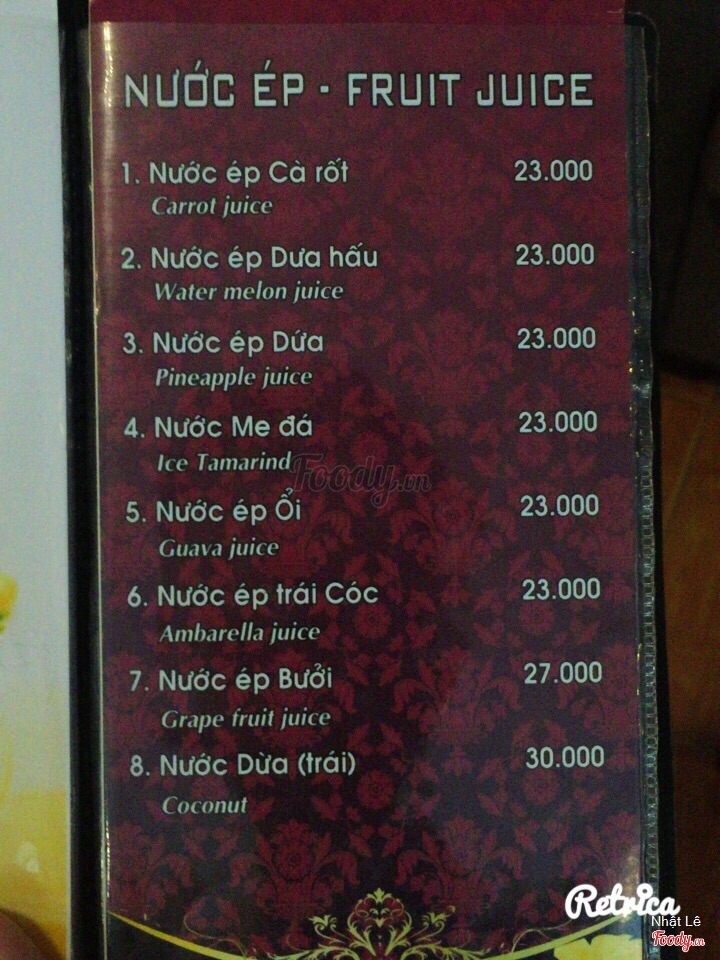 NƯỚC ÉP - FRUIT JUICE
1. Nước ép Cà rốt 23.000
Carrot juice
2. Nước ép Dưa hấu 23.000
Water melon juice
3. Nước ép Dứa 23.000
Pineapple juice
4. Nước Me đá 23.000
Ice Tamarind
Foody.vn
5. Nước ép Ổi 23.000
Guava juice
6. Nước ép trái Cóc 23.000
Ambarella juice
7. Nước ép Bưởi 27.000
Grape fruit juice
8. Nước Dừa (trái) 30.000
Coconut
Retrica
Nhật Lê
Foody.vn